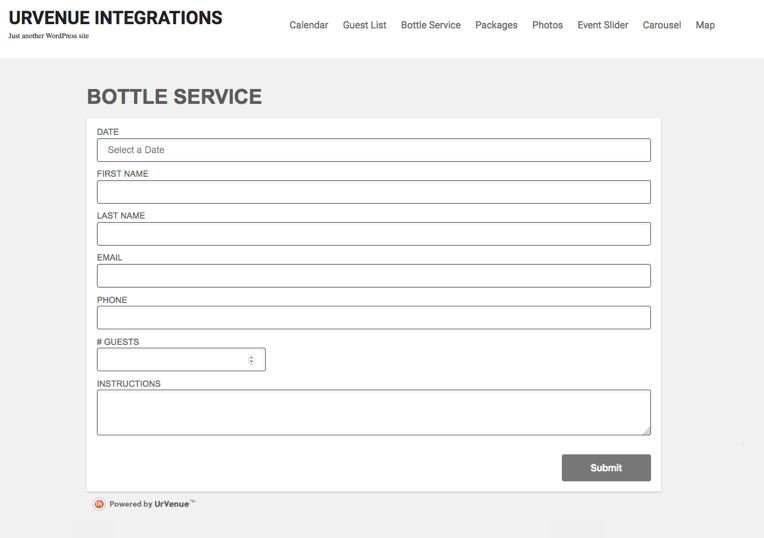 URVENUE INTEGRATIONS
Just another WordPress site
Calendar Guest List Bottle Service Packages Photos Event Slider Carousel Map
BOTTLE SERVICE
DATE
Select a Date
FIRST NAME
LAST NAME
EMAIL
PHONE
# GUESTS
INSTRUCTIONS
Submit
UV Powered by UrVenue™